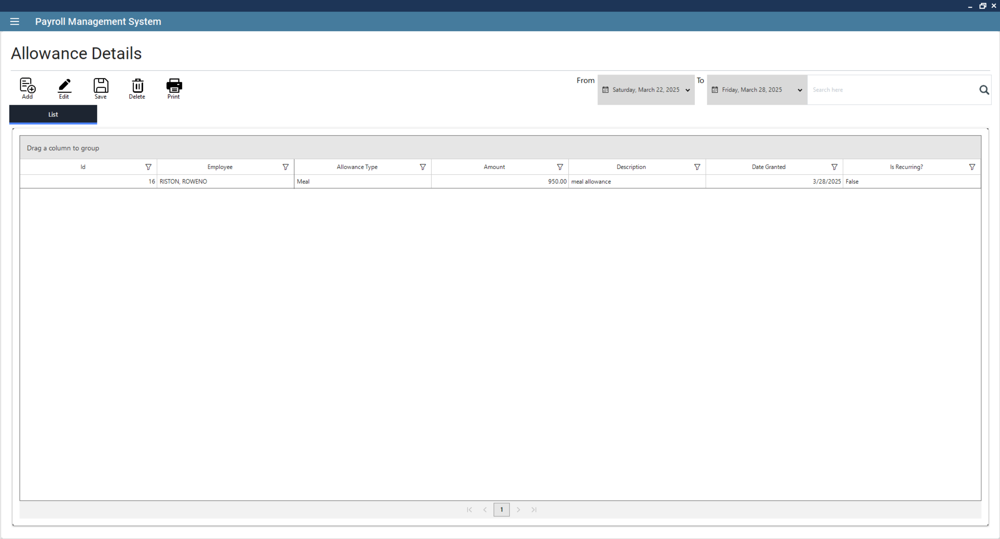 Payroll Management System
Allowance Details
Add Edit Save Delete Print
From Saturday, March 22, 2025 To Friday, March 28, 2025 Search here
List
Drag a column to group
Id Employee Allowance Type Amount Description Date Granted Is Recurring?
16 RISTON, ROWENO Meal 950.00 meal allowance 3/28/2025 False
1